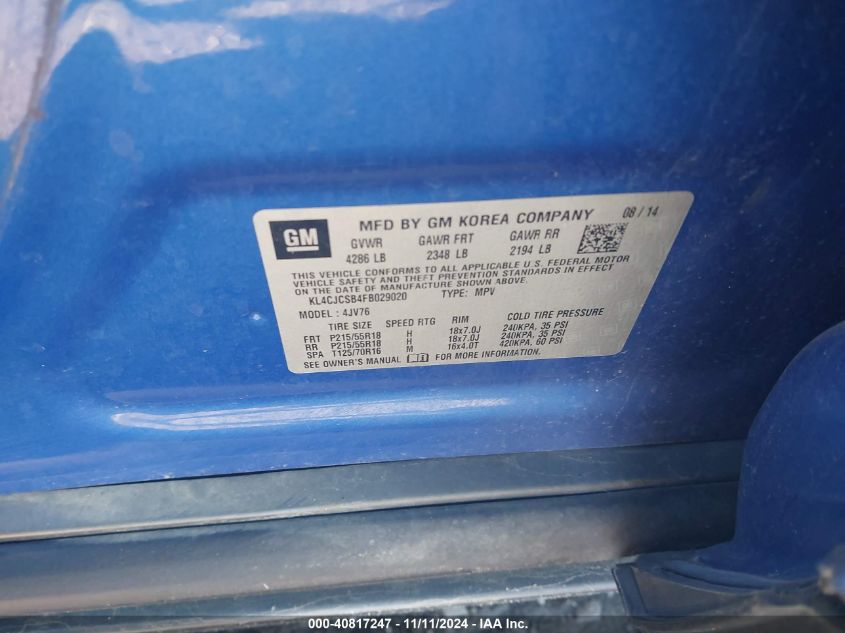 GM MFD BY GM KOREA COMPANY 08 / 14
GVWR GAWR FRT GAWR RR
4286 LB 2348 LB 2194 LB
THIS VEHICLE CONFORMS TO ALL APPLICABLE U.S. FEDERAL MOTOR
VEHICLE SAFETY AND THEFT PREVENTION STANDARDS IN EFFECT
ON THE DATE OF MANUFACTURE SHOWN ABOVE.
KL4CJCSB4FB029020 TYPE: MPV
MODEL : 4JV76
TIRE SIZE SPEED RTG RIM COLD TIRE PRESSURE
FRT P215/55R18 H 18x7.0J 240KPA, 35 PSI
RR P215/55R18 H 18x7.0J 240KPA, 35 PSI
SPA T125/70R16 M 16x4.0T 420KPA, 60 PSI
SEE OWNER'S MANUAL FOR MORE INFORMATION.
000-40817247 - 11/11/2024 - IAAI.com